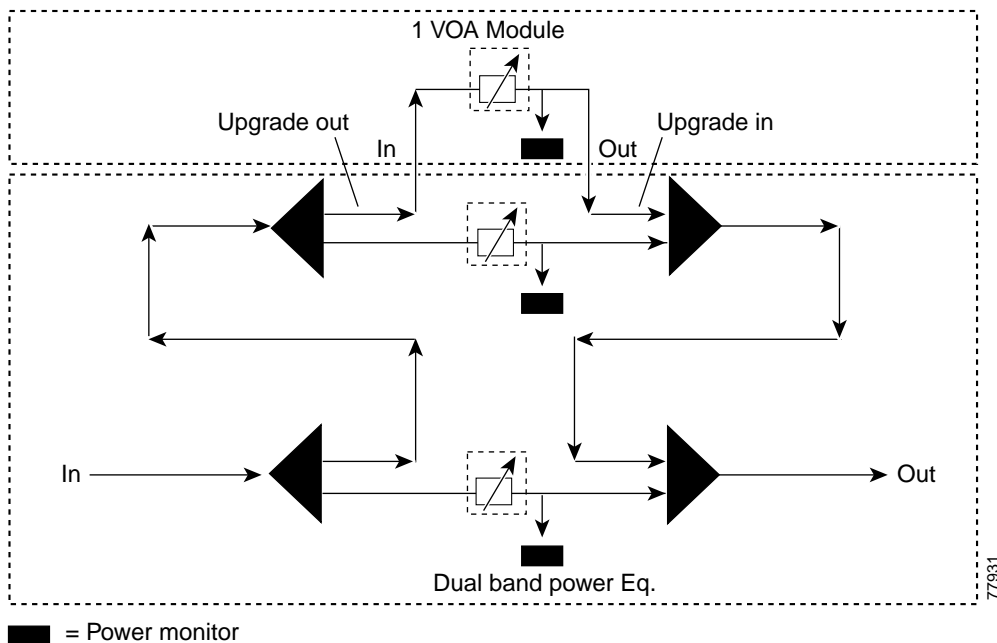 1 VOA Module
Upgrade out
Upgrade in
In
Out
In
Out
Dual band power Eq.
77931
= Power monitor